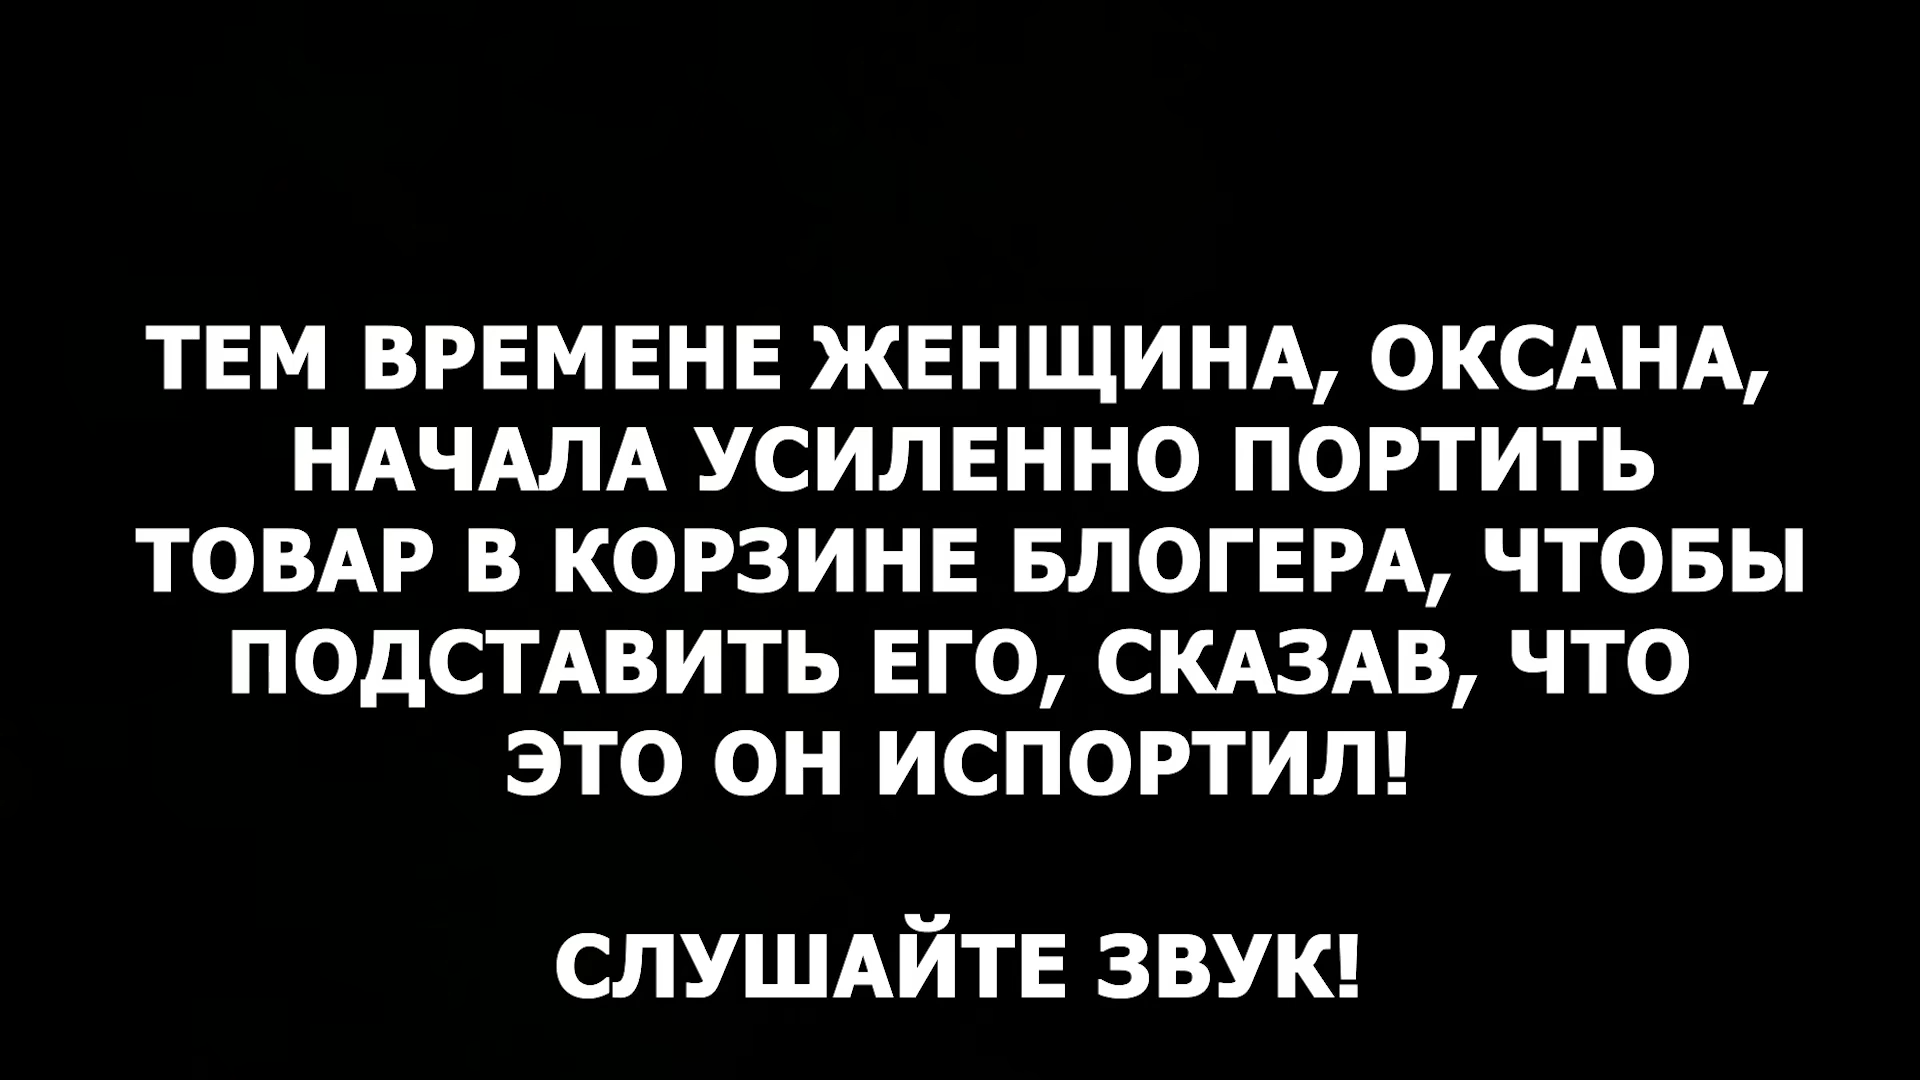 ТЕМ ВРЕМЕНЕ ЖЕНЩИНА, ОКСАНА,
НАЧАЛА УСИЛЕННО ПОРТИТЬ
ТОВАР В КОРЗИНЕ БЛОГЕРА, ЧТОБЫ
ПОДСТАВИТЬ ЕГО, СКАЗАВ, ЧТО
ЭТО ОН ИСПОРТИЛ!
СЛУШАЙТЕ ЗВУК!